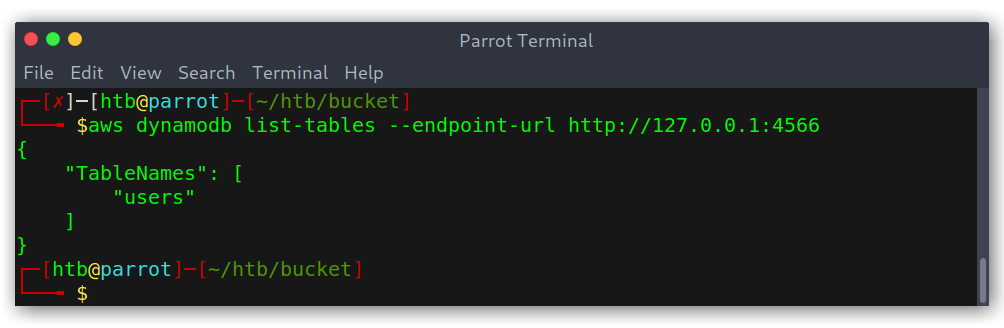 Parrot Terminal
File Edit View Search Terminal Help
┌─[✗]─[htb@parrot]─[~/htb/bucket]
└──╼ $aws dynamodb list-tables --endpoint-url http://127.0.0.1:4566
{
    "TableNames": [
        "users"
    ]
}
┌─[htb@parrot]─[~/htb/bucket]
└──╼ $